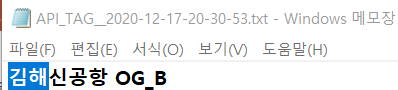 API_TAG__2020-12-17-20-30-53.txt - Windows 메모장
파일(F) 편집(E) 서식(O) 보기(V) 도움말(H)
김해신공항 OG_B